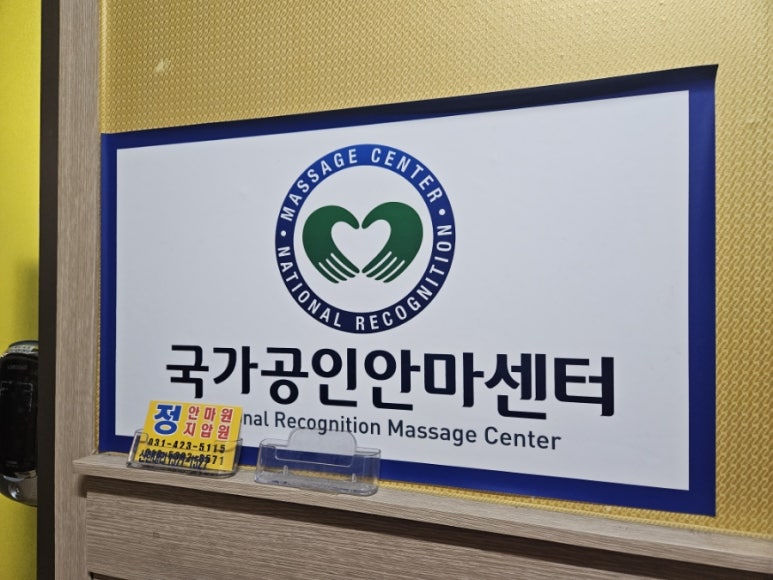 MASSAGE CENTER
NATIONAL RECOGNITION
국가공인안마센터
nal Recognition Massage Center
정 안마원
지압원
031-423-5115